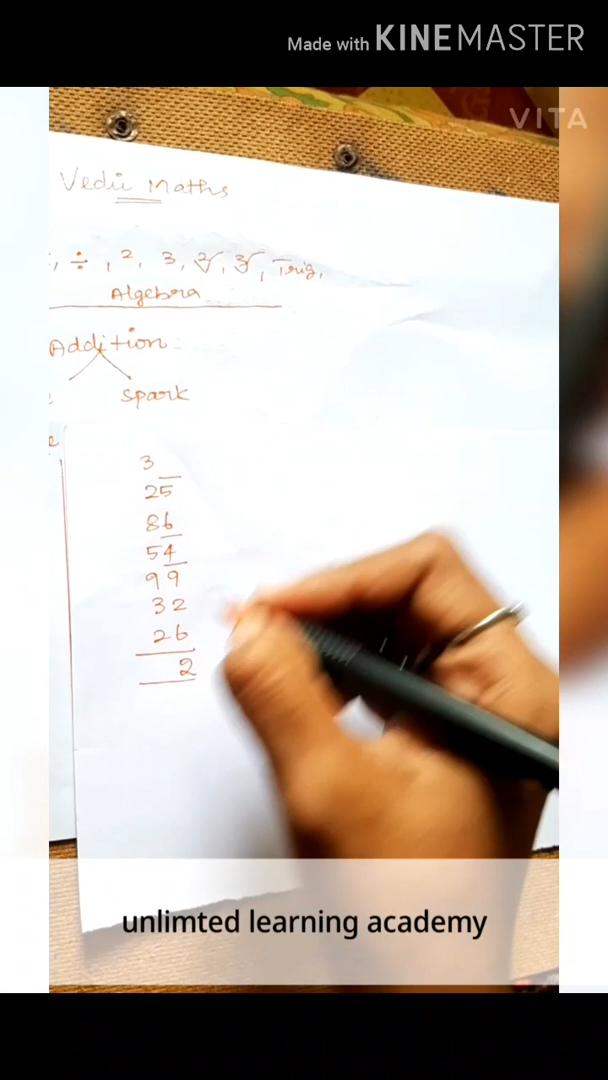 Made with KINEMASTER
VITA
Vedic Maths
, ÷, 2, 3, ∛, ∛, Trig,
Algebra
Addition
Spark
e
3
25
86
54
99
32
26
2
unlimted learning academy